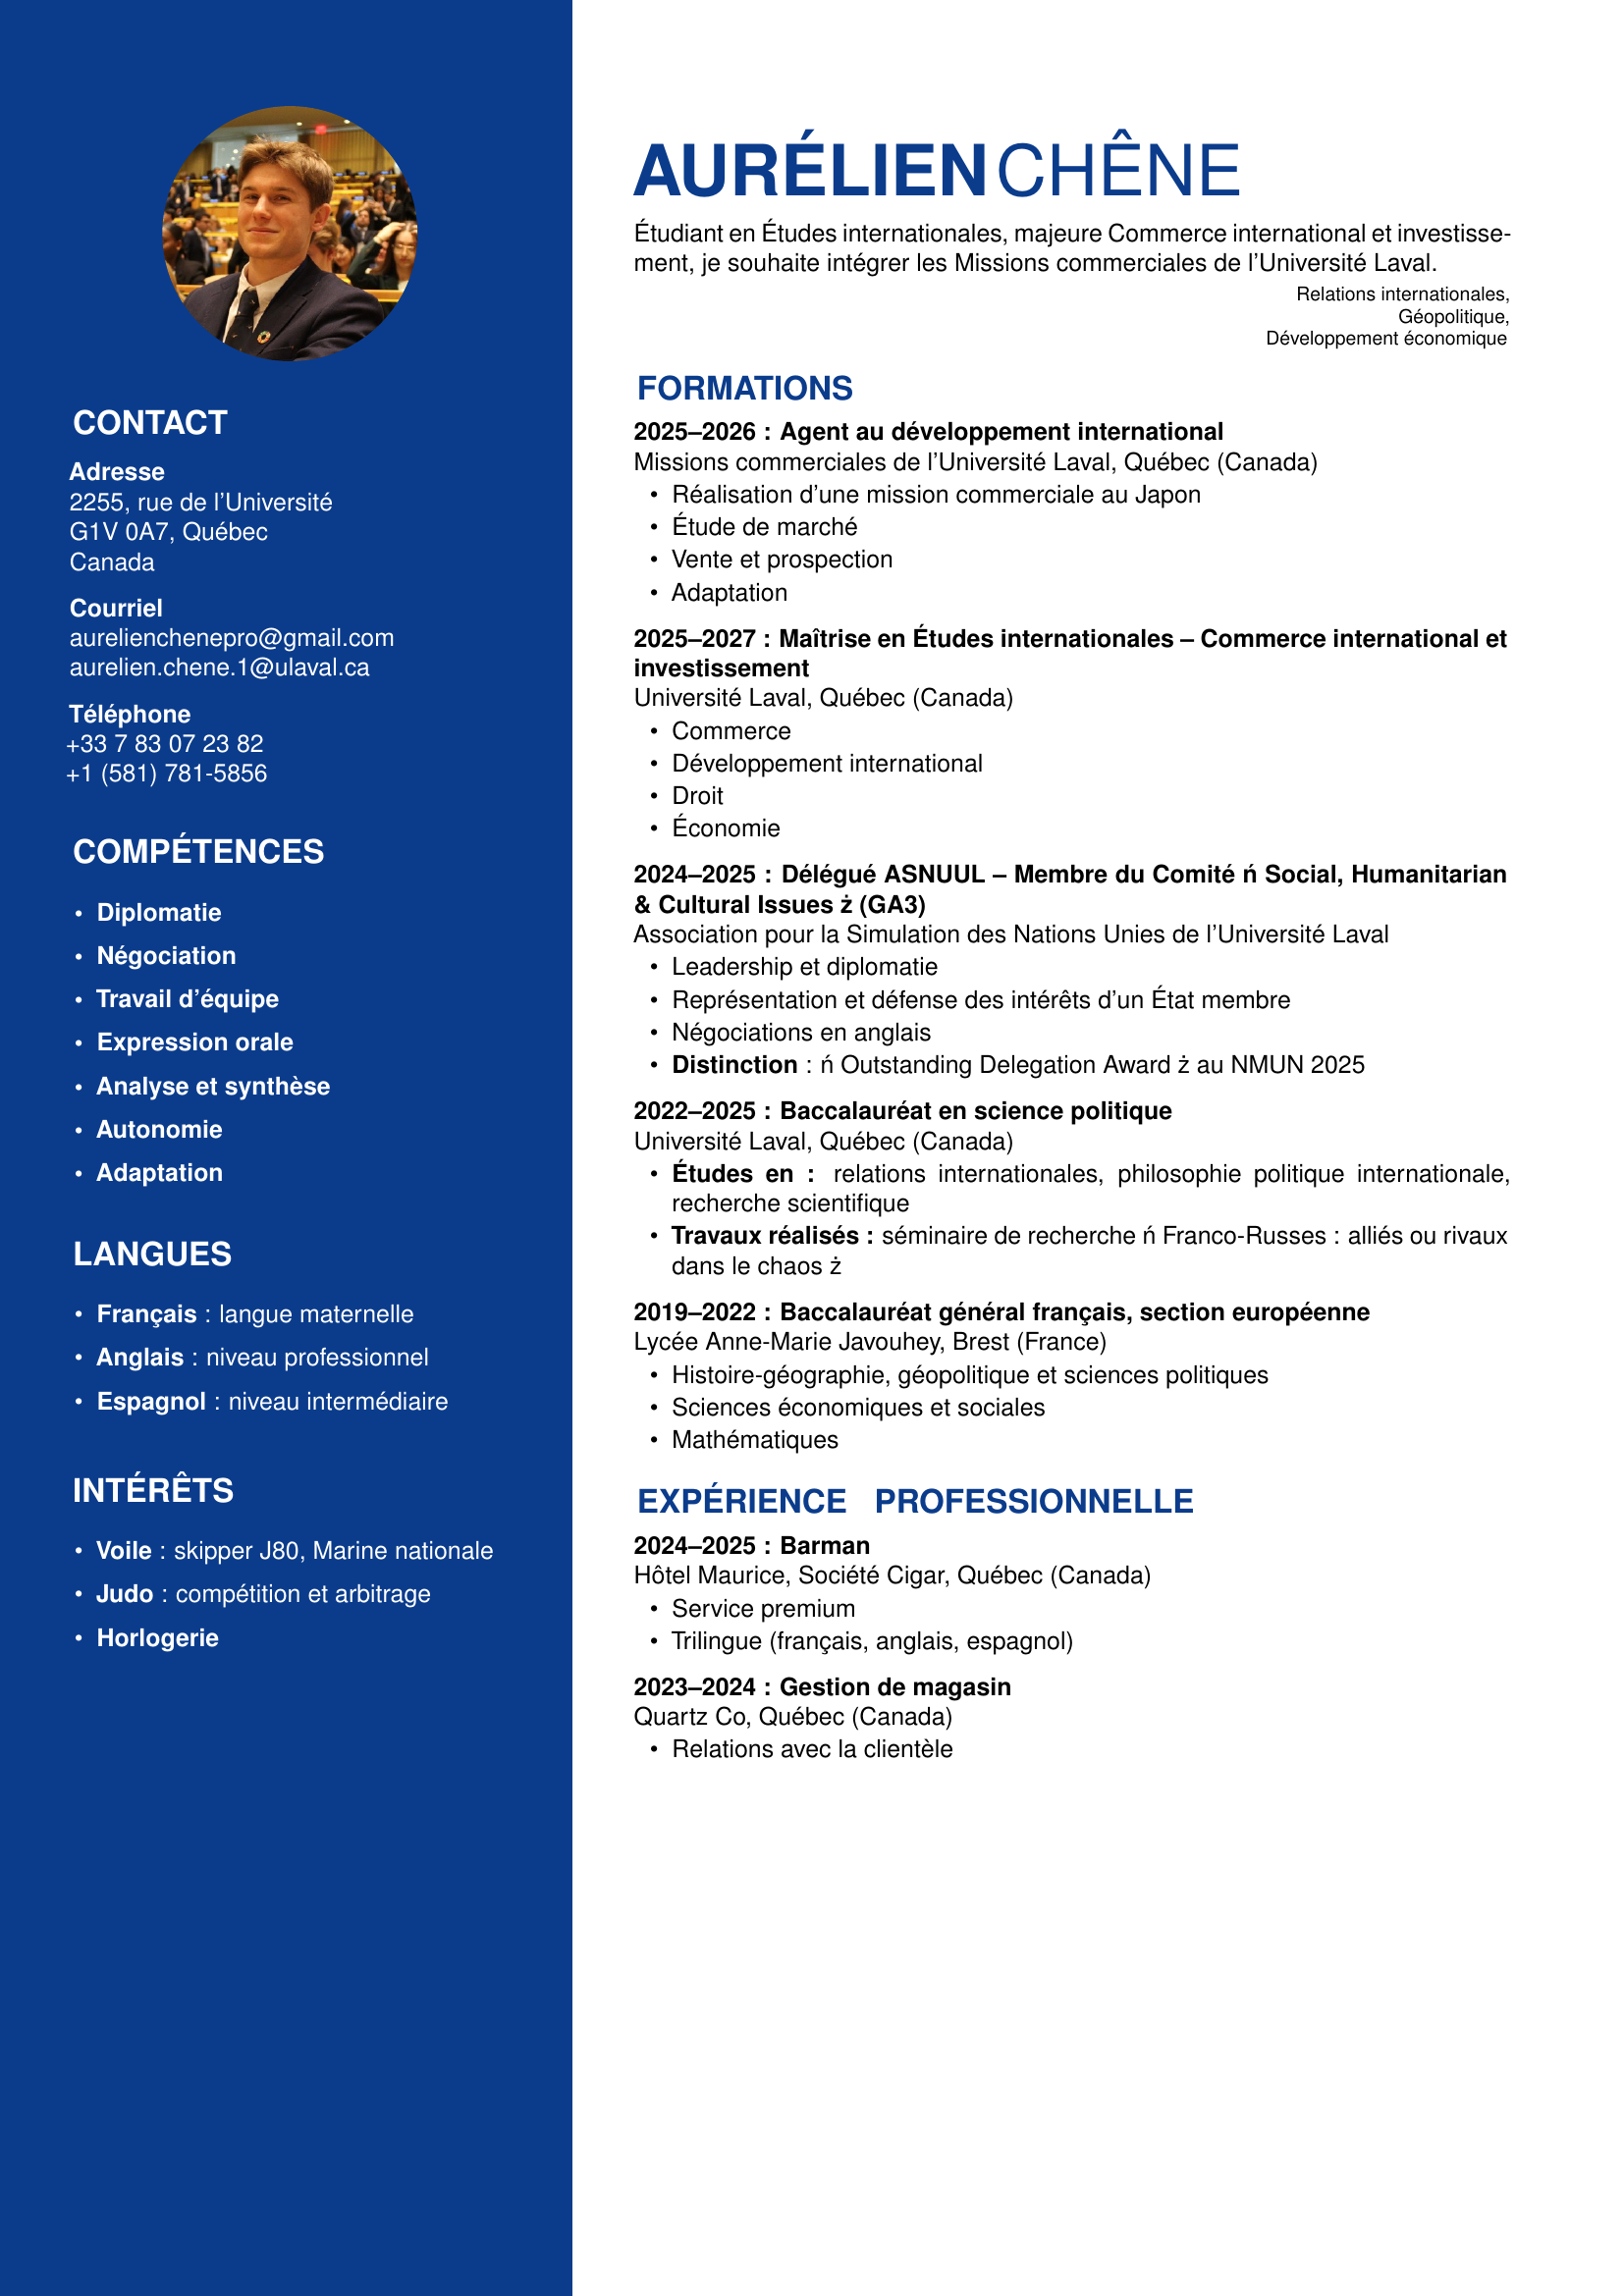 CONTACT
Adresse
2255, rue de l'Université
G1V 0A7, Québec
Canada
Courriel
aurelienchenepro@gmail.com
aurelien.chene.1@ulaval.ca
Téléphone
+33 7 83 07 23 82
+1 (581) 781-5856
COMPÉTENCES
• Diplomatie
• Négociation
• Travail d'équipe
• Expression orale
• Analyse et synthèse
• Autonomie
• Adaptation
LANGUES
• Français : langue maternelle
• Anglais : niveau professionnel
• Espagnol : niveau intermédiaire
INTÉRÊTS
• Voile : skipper J80, Marine nationale
• Judo : compétition et arbitrage
• Horlogerie
AURÉLIEN CHÊNE
Étudiant en Études internationales, majeure Commerce international et investisse-
ment, je souhaite intégrer les Missions commerciales de l'Université Laval.
Relations internationales,
Géopolitique,
Développement économique
FORMATIONS
2025–2026 : Agent au développement international
Missions commerciales de l'Université Laval, Québec (Canada)
• Réalisation d'une mission commerciale au Japon
• Étude de marché
• Vente et prospection
• Adaptation
2025–2027 : Maîtrise en Études internationales – Commerce international et
investissement
Université Laval, Québec (Canada)
• Commerce
• Développement international
• Droit
• Économie
2024–2025 : Délégué ASNUUL – Membre du Comité ń Social, Humanitarian
& Cultural Issues ż (GA3)
Association pour la Simulation des Nations Unies de l'Université Laval
• Leadership et diplomatie
• Représentation et défense des intérêts d'un État membre
• Négociations en anglais
• Distinction : ń Outstanding Delegation Award ż au NMUN 2025
2022–2025 : Baccalauréat en science politique
Université Laval, Québec (Canada)
• Études en : relations internationales, philosophie politique internationale,
recherche scientifique
• Travaux réalisés : séminaire de recherche ń Franco-Russes : alliés ou rivaux
dans le chaos ż
2019–2022 : Baccalauréat général français, section européenne
Lycée Anne-Marie Javouhey, Brest (France)
• Histoire-géographie, géopolitique et sciences politiques
• Sciences économiques et sociales
• Mathématiques
EXPÉRIENCE PROFESSIONNELLE
2024–2025 : Barman
Hôtel Maurice, Société Cigar, Québec (Canada)
• Service premium
• Trilingue (français, anglais, espagnol)
2023–2024 : Gestion de magasin
Quartz Co, Québec (Canada)
• Relations avec la clientèle